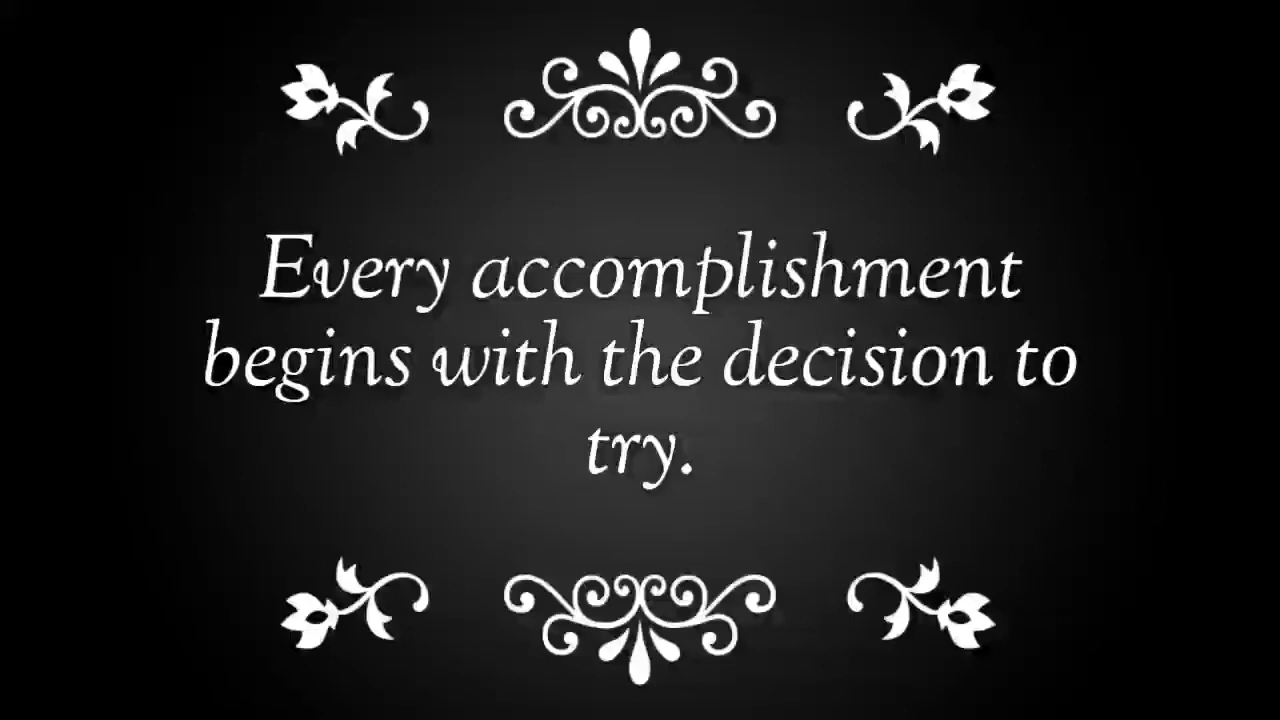 Every accomplishment
begins with the decision to
try.